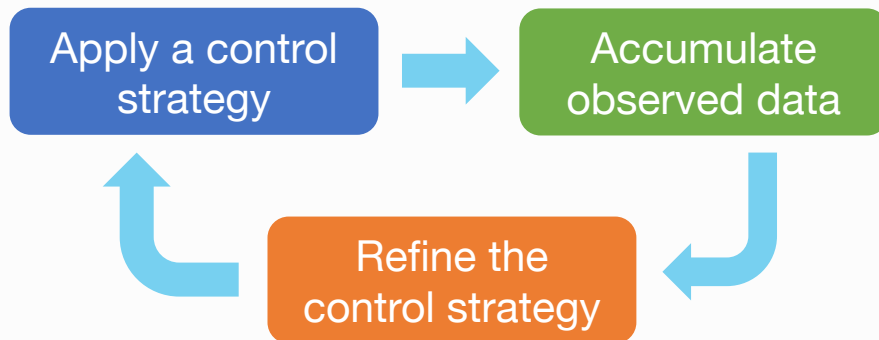 Apply a control
strategy
Accumulate
observed data
Refine the
control strategy